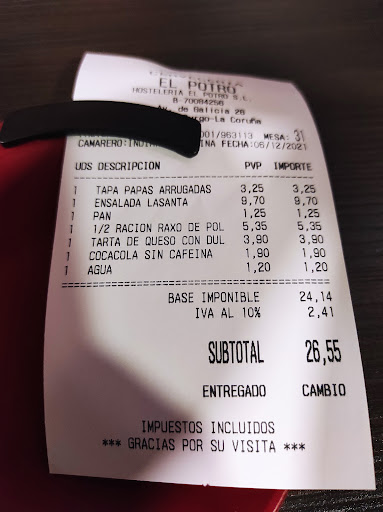 CERVECERIA
EL POTRO
HOSTELERIA EL POTRO S.L.
B-70084256
Av. de Galicia 26
-La Coruña
001/963113 MESA: 31
CAMARERO: FECHA:06/12/2021
UDS DESCRIPCION PVP IMPORTE
1 TAPA PAPAS ARRUGADAS 3,25 3,25
1 ENSALADA LASANTA 9,70 9,70
1 PAN 1,25 1,25
1 1/2 RACION RAXO DE POL 5,35 5,35
1 TARTA DE QUESO CON DUL 3,90 3,90
1 COCACOLA SIN CAFEINA 1,90 1,90
1 AGUA 1,20 1,20
BASE IMPONIBLE 24,14
IVA AL 10% 2,41
SUBTOTAL 26,55
ENTREGADO CAMBIO
IMPUESTOS INCLUIDOS
*** GRACIAS POR SU VISITA ***